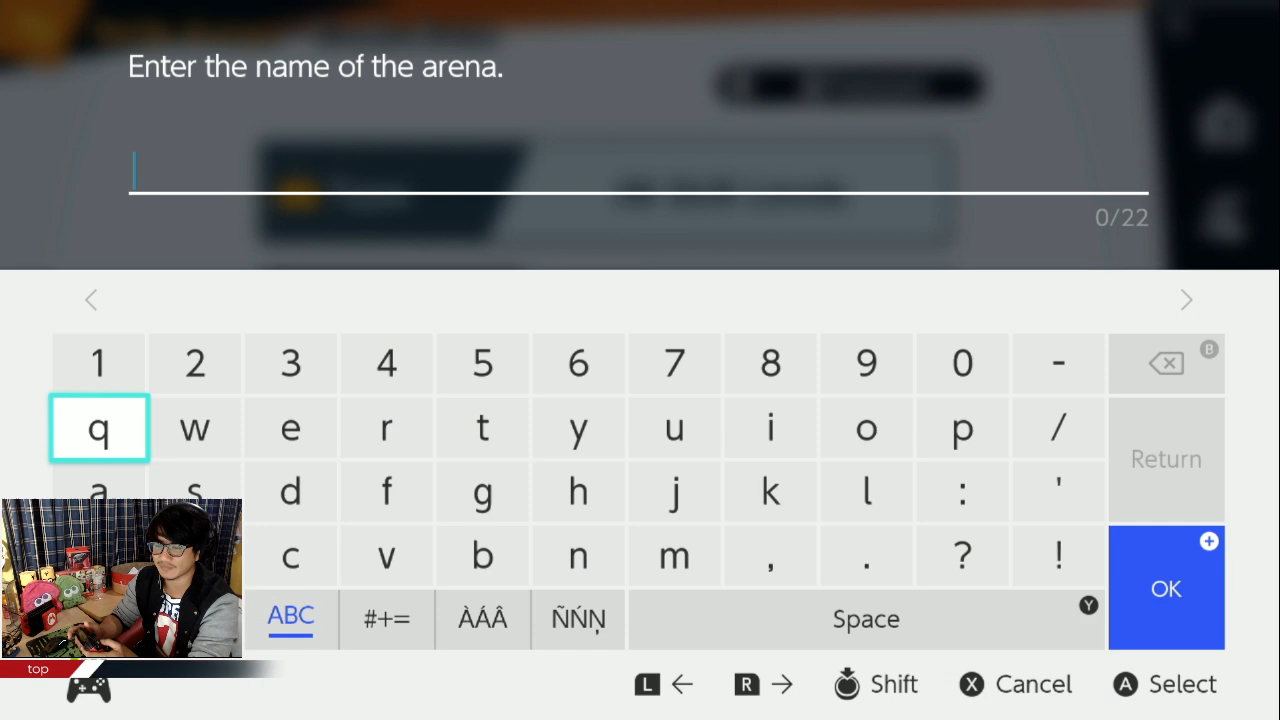 Enter the name of the arena.
0/22
< >
1 2 3 4 5 6 7 8 9 0 - B
q w e r t y u i o p /
Return
a s d f g h j k l : '
c v b n m , . ? !
+
OK
ABC #+= ÀÁÂ ÑŃŅ Space Y
top
L ← R → Shift X Cancel A Select